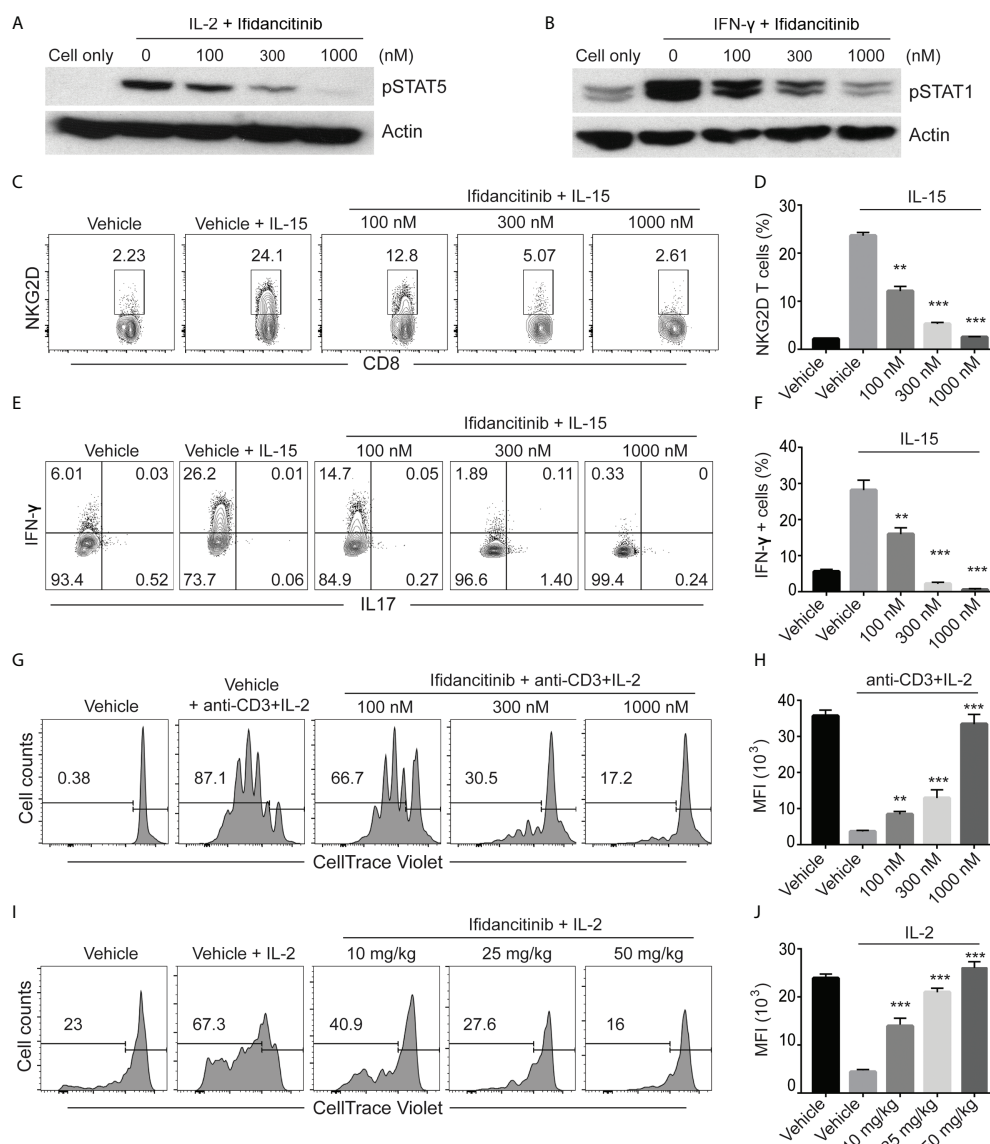 A
IL-2 + Ifidancitinib
Cell only 0 100 300 1000 (nM)
pSTAT5
Actin
B
IFN-γ + Ifidancitinib
Cell only 0 100 300 1000 (nM)
pSTAT1
Actin
C
Ifidancitinib + IL-15
Vehicle Vehicle + IL-15 100 nM 300 nM 1000 nM
2.23 24.1 12.8 5.07 2.61
NKG2D
CD8
D
IL-15
NKG2D T cells (%)
30
20
10
0
** *** ***
Vehicle Vehicle 100 nM 300 nM 1000 nM
E
Ifidancitinib + IL-15
Vehicle Vehicle + IL-15 100 nM 300 nM 1000 nM
6.01 0.03 26.2 0.01 14.7 0.05 1.89 0.11 0.33 0
93.4 0.52 73.7 0.06 84.9 0.27 96.6 1.40 99.4 0.24
IFN-γ
IL17
F
IL-15
IFN-γ + cells (%)
40
30
20
10
0
** *** ***
Vehicle Vehicle 100 nM 300 nM 1000 nM
G
Ifidancitinib + anti-CD3+IL-2
Vehicle
Vehicle
+ anti-CD3+IL-2
100 nM 300 nM 1000 nM
0.38 87.1 66.7 30.5 17.2
Cell counts
CellTrace Violet
H
anti-CD3+IL-2
MFI (10³)
40
30
20
10
0
** *** ***
Vehicle Vehicle 100 nM 300 nM 1000 nM
I
Ifidancitinib + IL-2
Vehicle Vehicle + IL-2 10 mg/kg 25 mg/kg 50 mg/kg
23 67.3 40.9 27.6 16
Cell counts
CellTrace Violet
J
IL-2
MFI (10³)
30
20
10
0
*** *** ***
Vehicle Vehicle 10 mg/kg 25 mg/kg 50 mg/kg